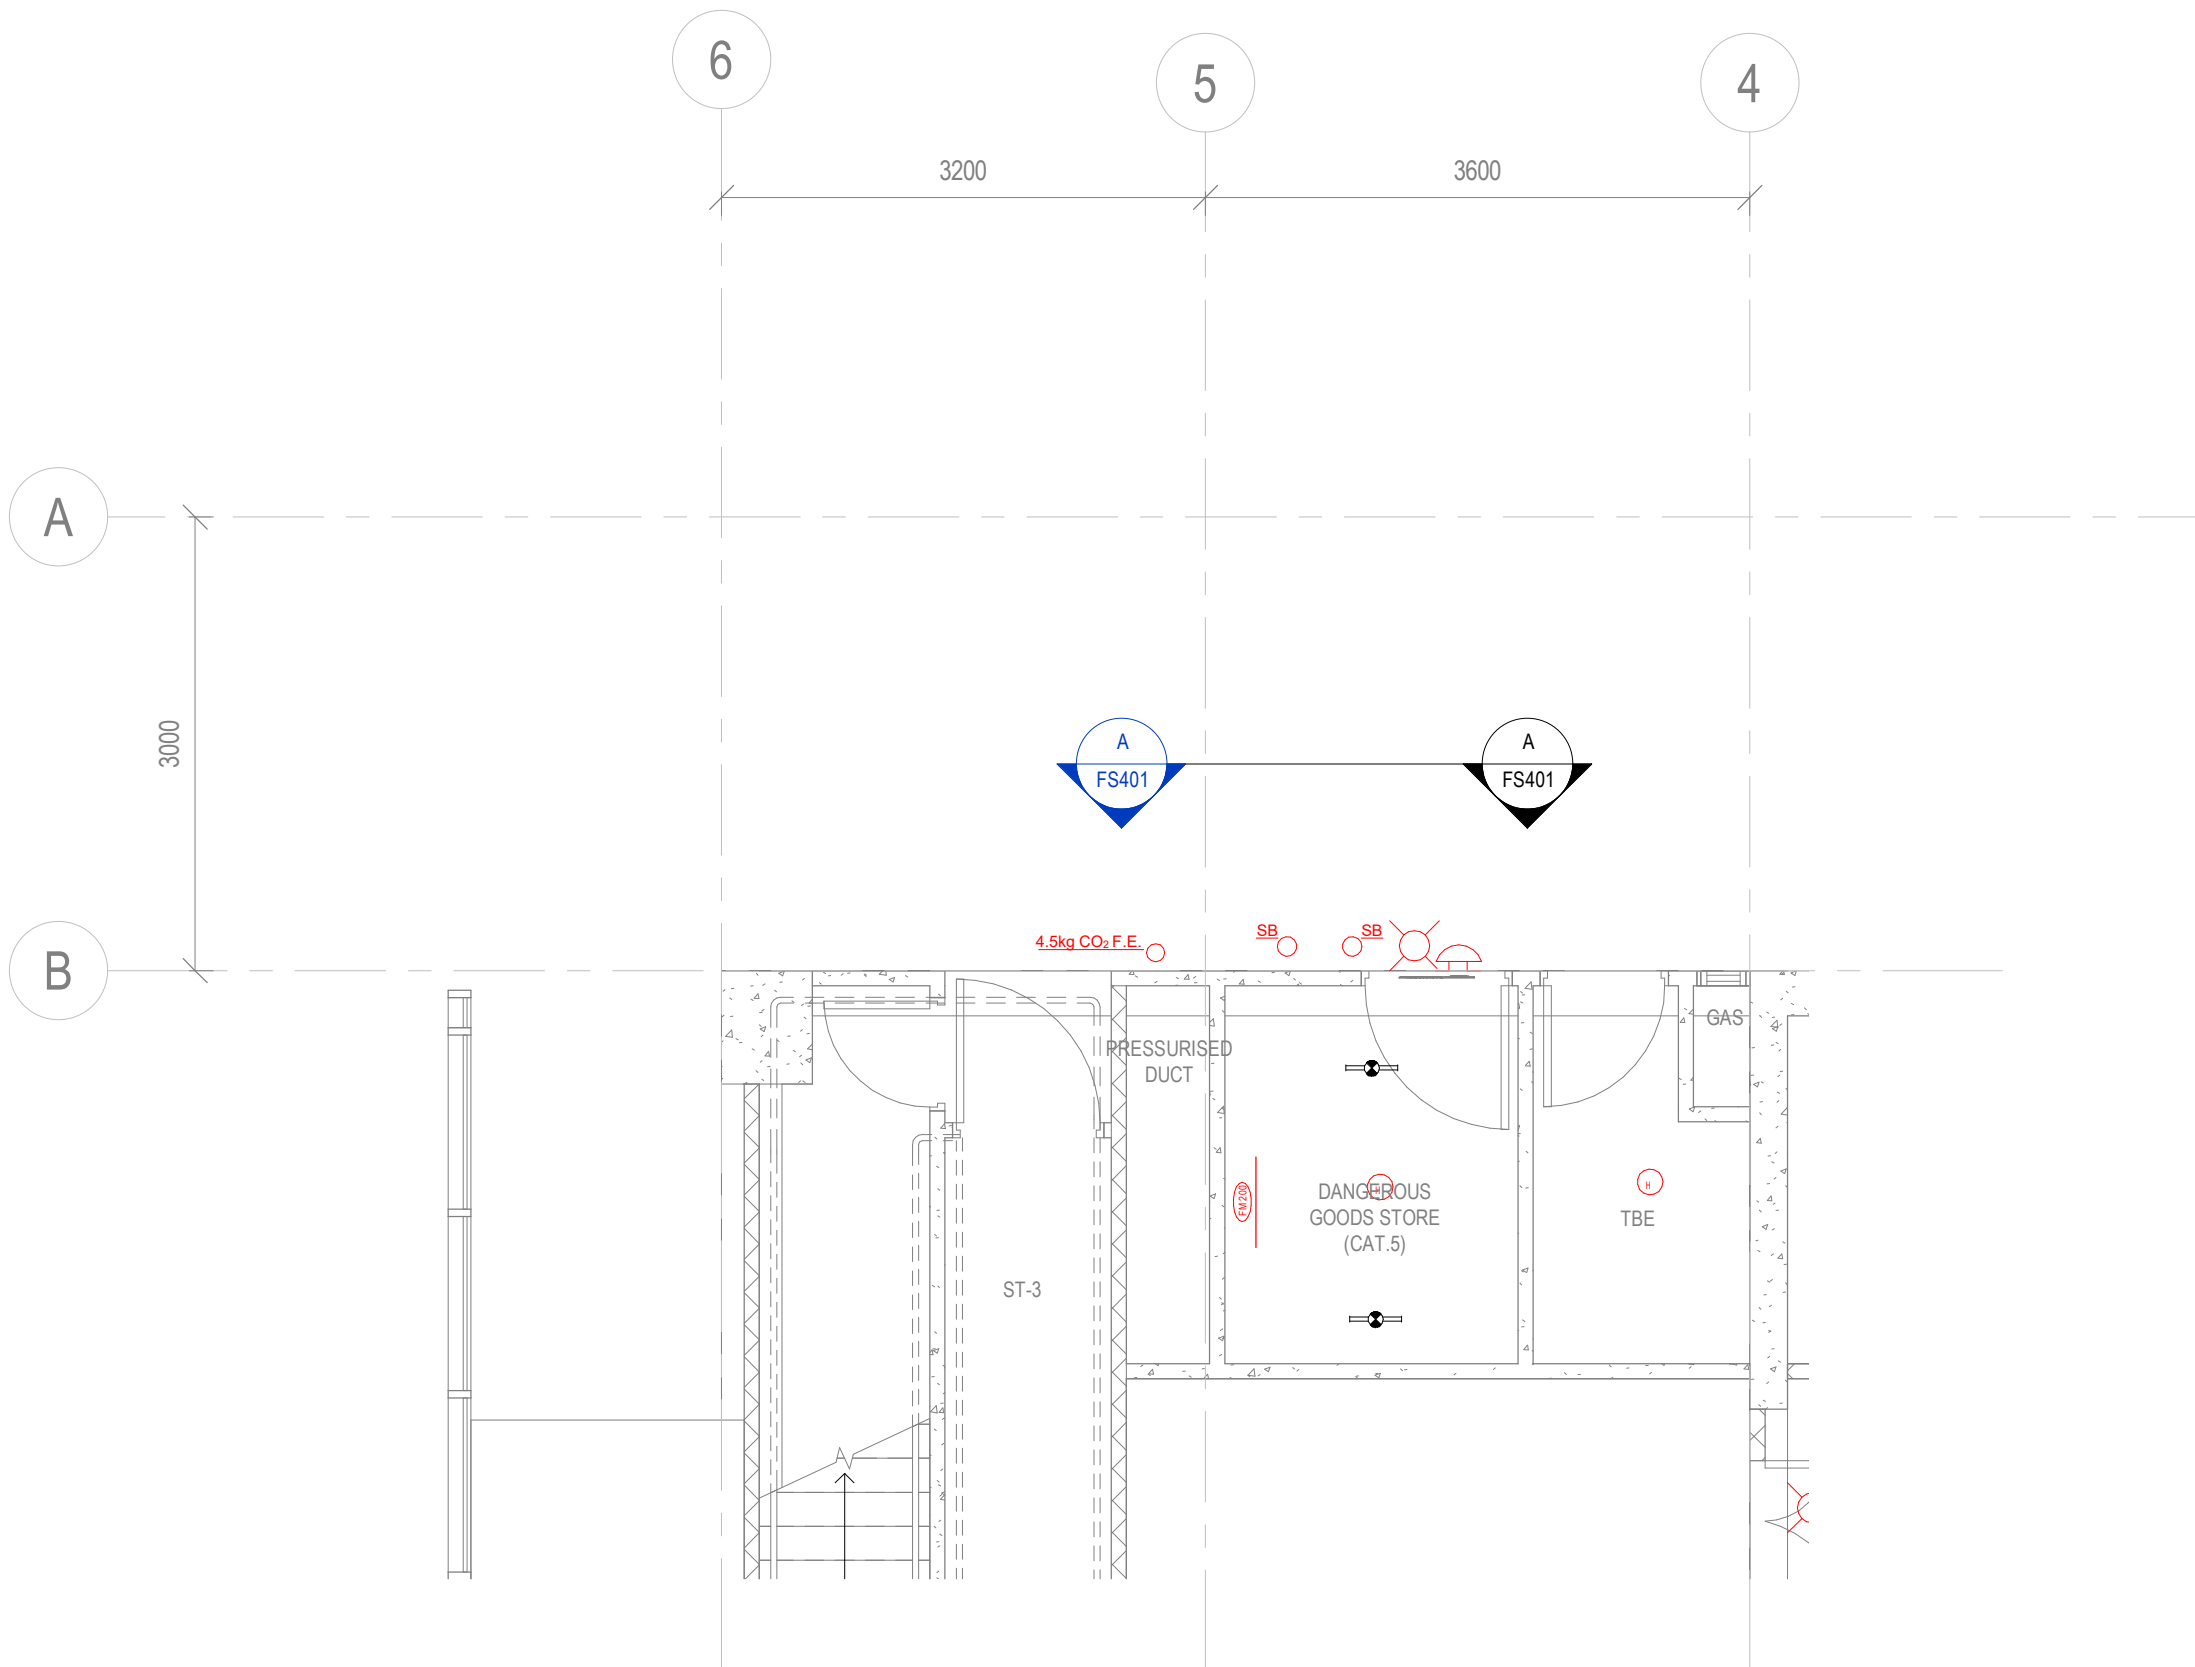 6
5
4
3200
3600
A
3000
A
FS401
A
FS401
B
4.5kg CO₂ F.E.
SB
SB
GAS
PRESSURISED
DUCT
FM200
H
DANGEROUS
GOODS STORE
(CAT.5)
H
TBE
ST-3